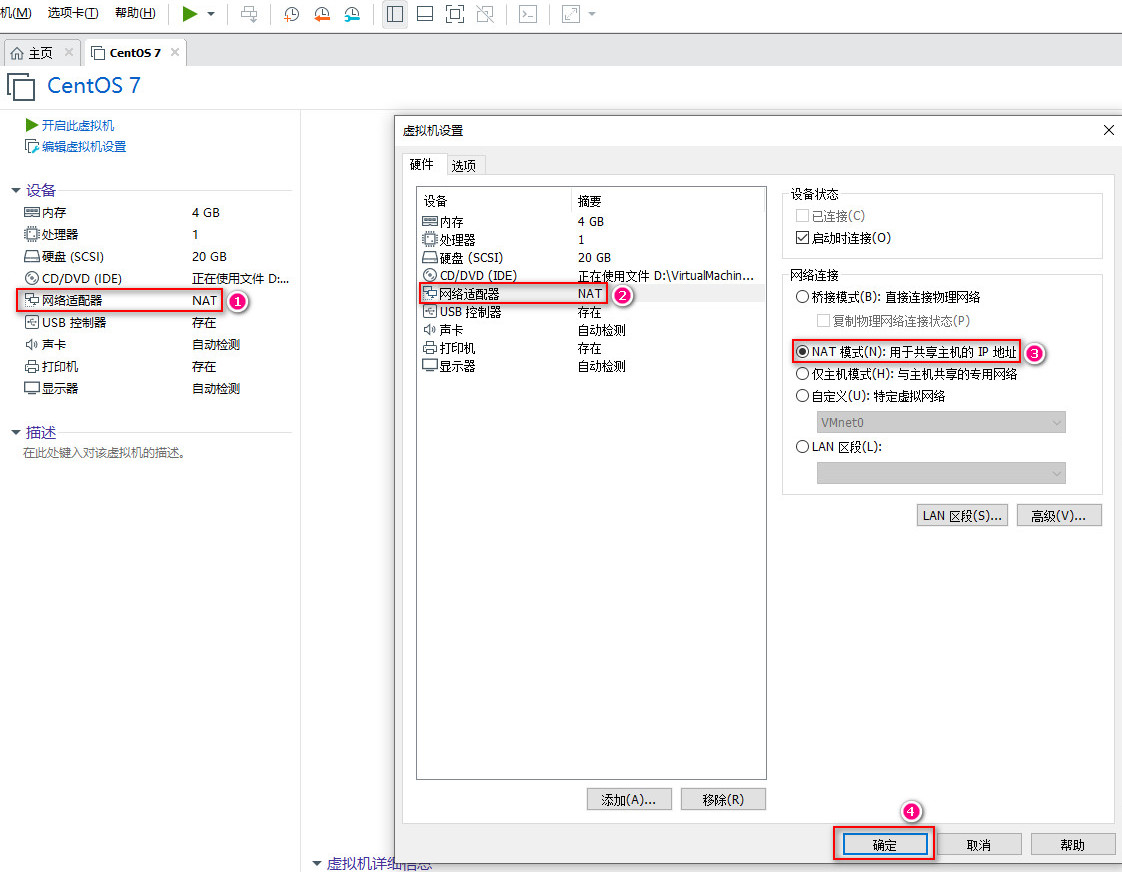 机(M) 选项卡(T) 帮助(H)
主页 CentOS 7
CentOS 7
开启此虚拟机
编辑虚拟机设置
设备
内存 4 GB
处理器 1
硬盘 (SCSI) 20 GB
CD/DVD (IDE) 正在使用文件 D:...
网络适配器 NAT 1
USB 控制器 存在
声卡 自动检测
打印机 存在
显示器 自动检测
描述
在此处键入对该虚拟机的描述。
虚拟机详细信息
虚拟机设置
硬件 选项
设备 摘要
内存 4 GB
处理器 1
硬盘 (SCSI) 20 GB
CD/DVD (IDE) 正在使用文件 D:\VirtualMachin...
网络适配器 NAT 2
USB 控制器 存在
声卡 自动检测
打印机 存在
显示器 自动检测
添加(A)... 移除(R)
设备状态
已连接(C)
启动时连接(O)
网络连接
桥接模式(B): 直接连接物理网络
复制物理网络连接状态(P)
NAT 模式(N): 用于共享主机的 IP 地址 3
仅主机模式(H): 与主机共享的专用网络
自定义(U): 特定虚拟网络
VMnet0
LAN 区段(L):
LAN 区段(S)... 高级(V)...
4
确定 取消 帮助